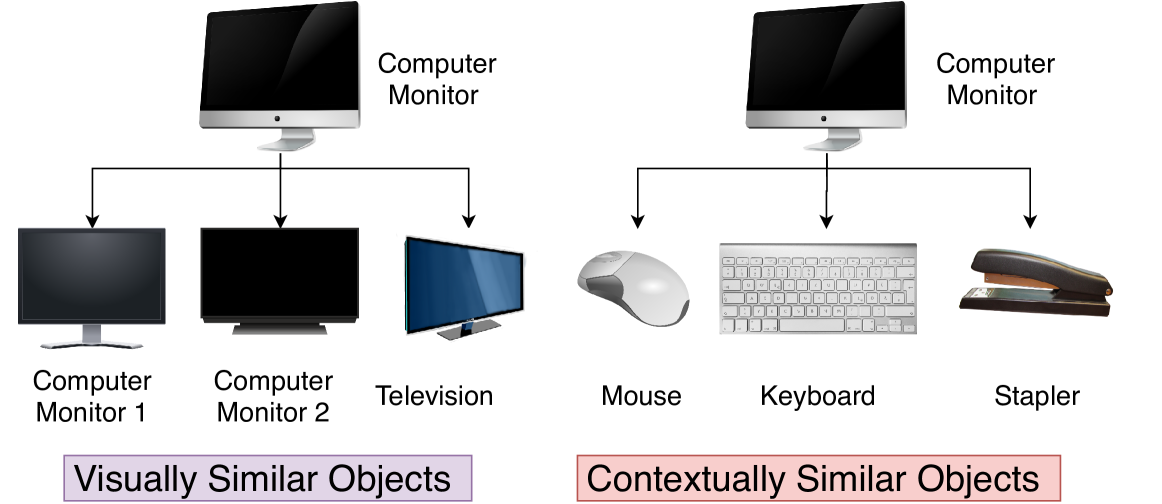 Computer
Monitor
Computer
Monitor
Computer
Monitor 1
Computer
Monitor 2
Television
Mouse
Keyboard
Stapler
Visually Similar Objects
Contextually Similar Objects